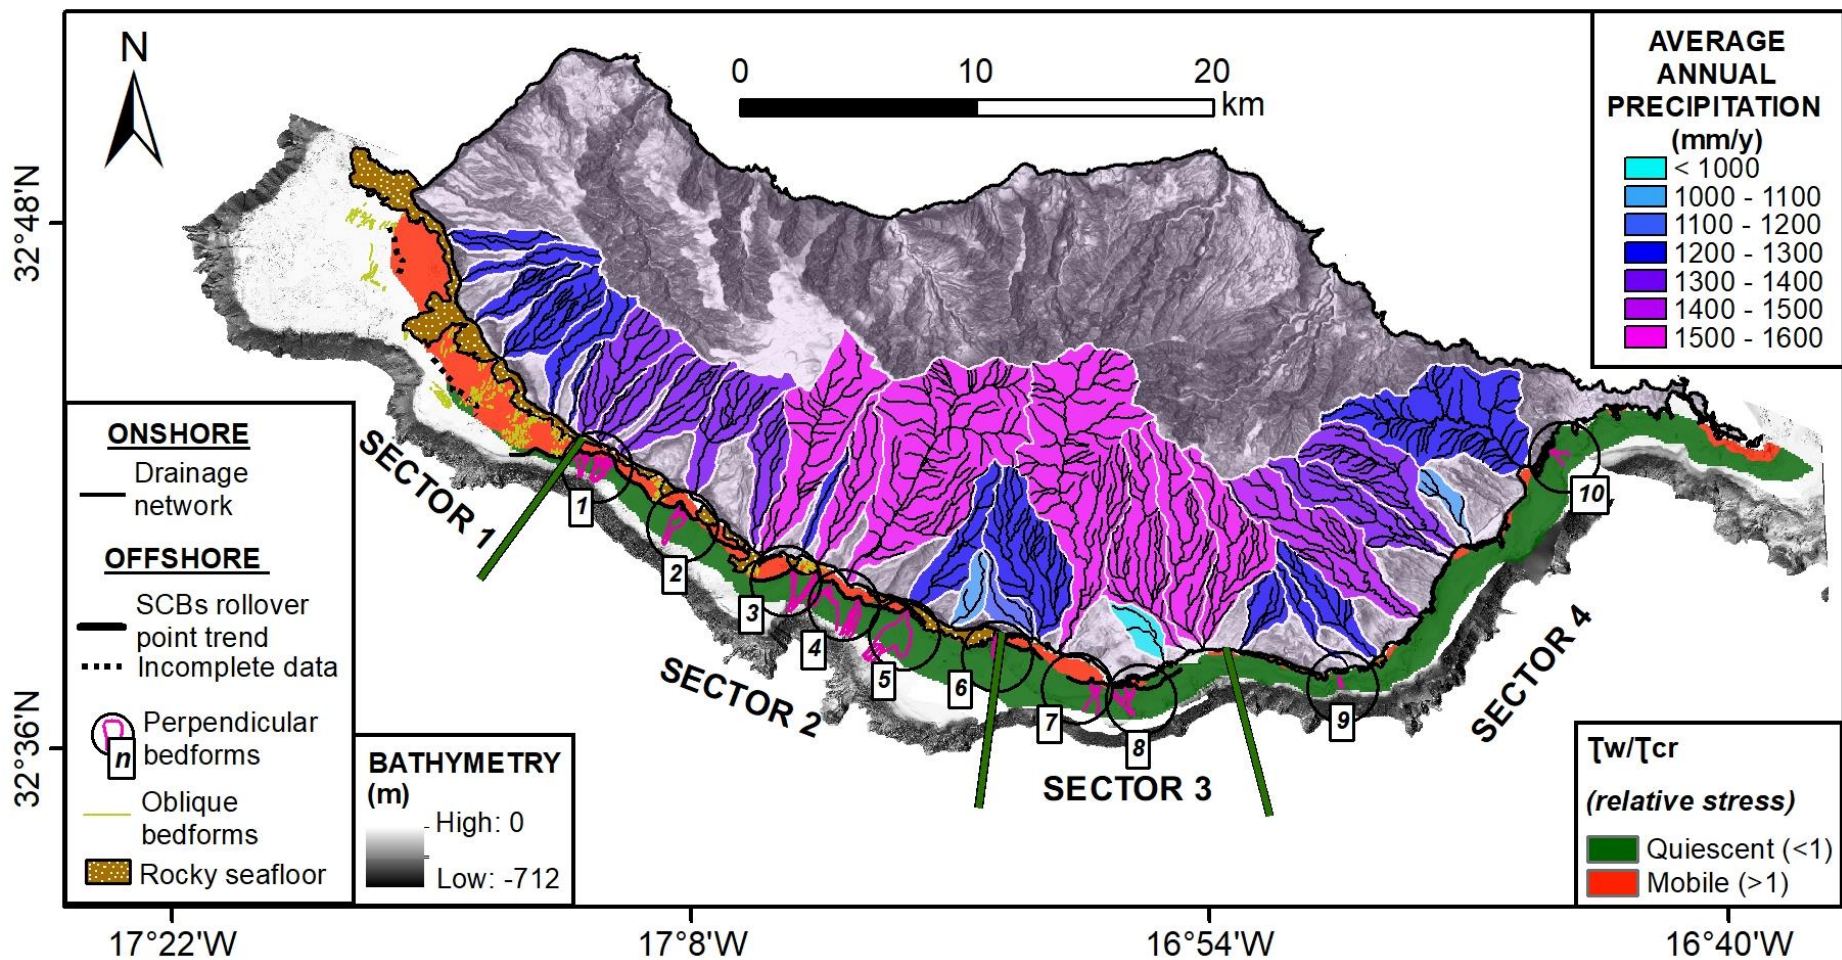 N
0 10 20
km
AVERAGE
ANNUAL
PRECIPITATION
(mm/y)
< 1000
1000 - 1100
1100 - 1200
1200 - 1300
1300 - 1400
1400 - 1500
1500 - 1600
32°48'N
32°36'N
ONSHORE
Drainage
network
OFFSHORE
SCBs rollover
point trend
Incomplete data
Perpendicular
bedforms
n
Oblique
bedforms
Rocky seafloor
BATHYMETRY
(m)
High: 0
Low: -712
SECTOR 1
SECTOR 2
SECTOR 3
SECTOR 4
1
2
3
4
5
6
7
8
9
10
Ʈw/Ʈcr
(relative stress)
Quiescent (<1)
Mobile (>1)
17°22'W 17°8'W 16°54'W 16°40'W